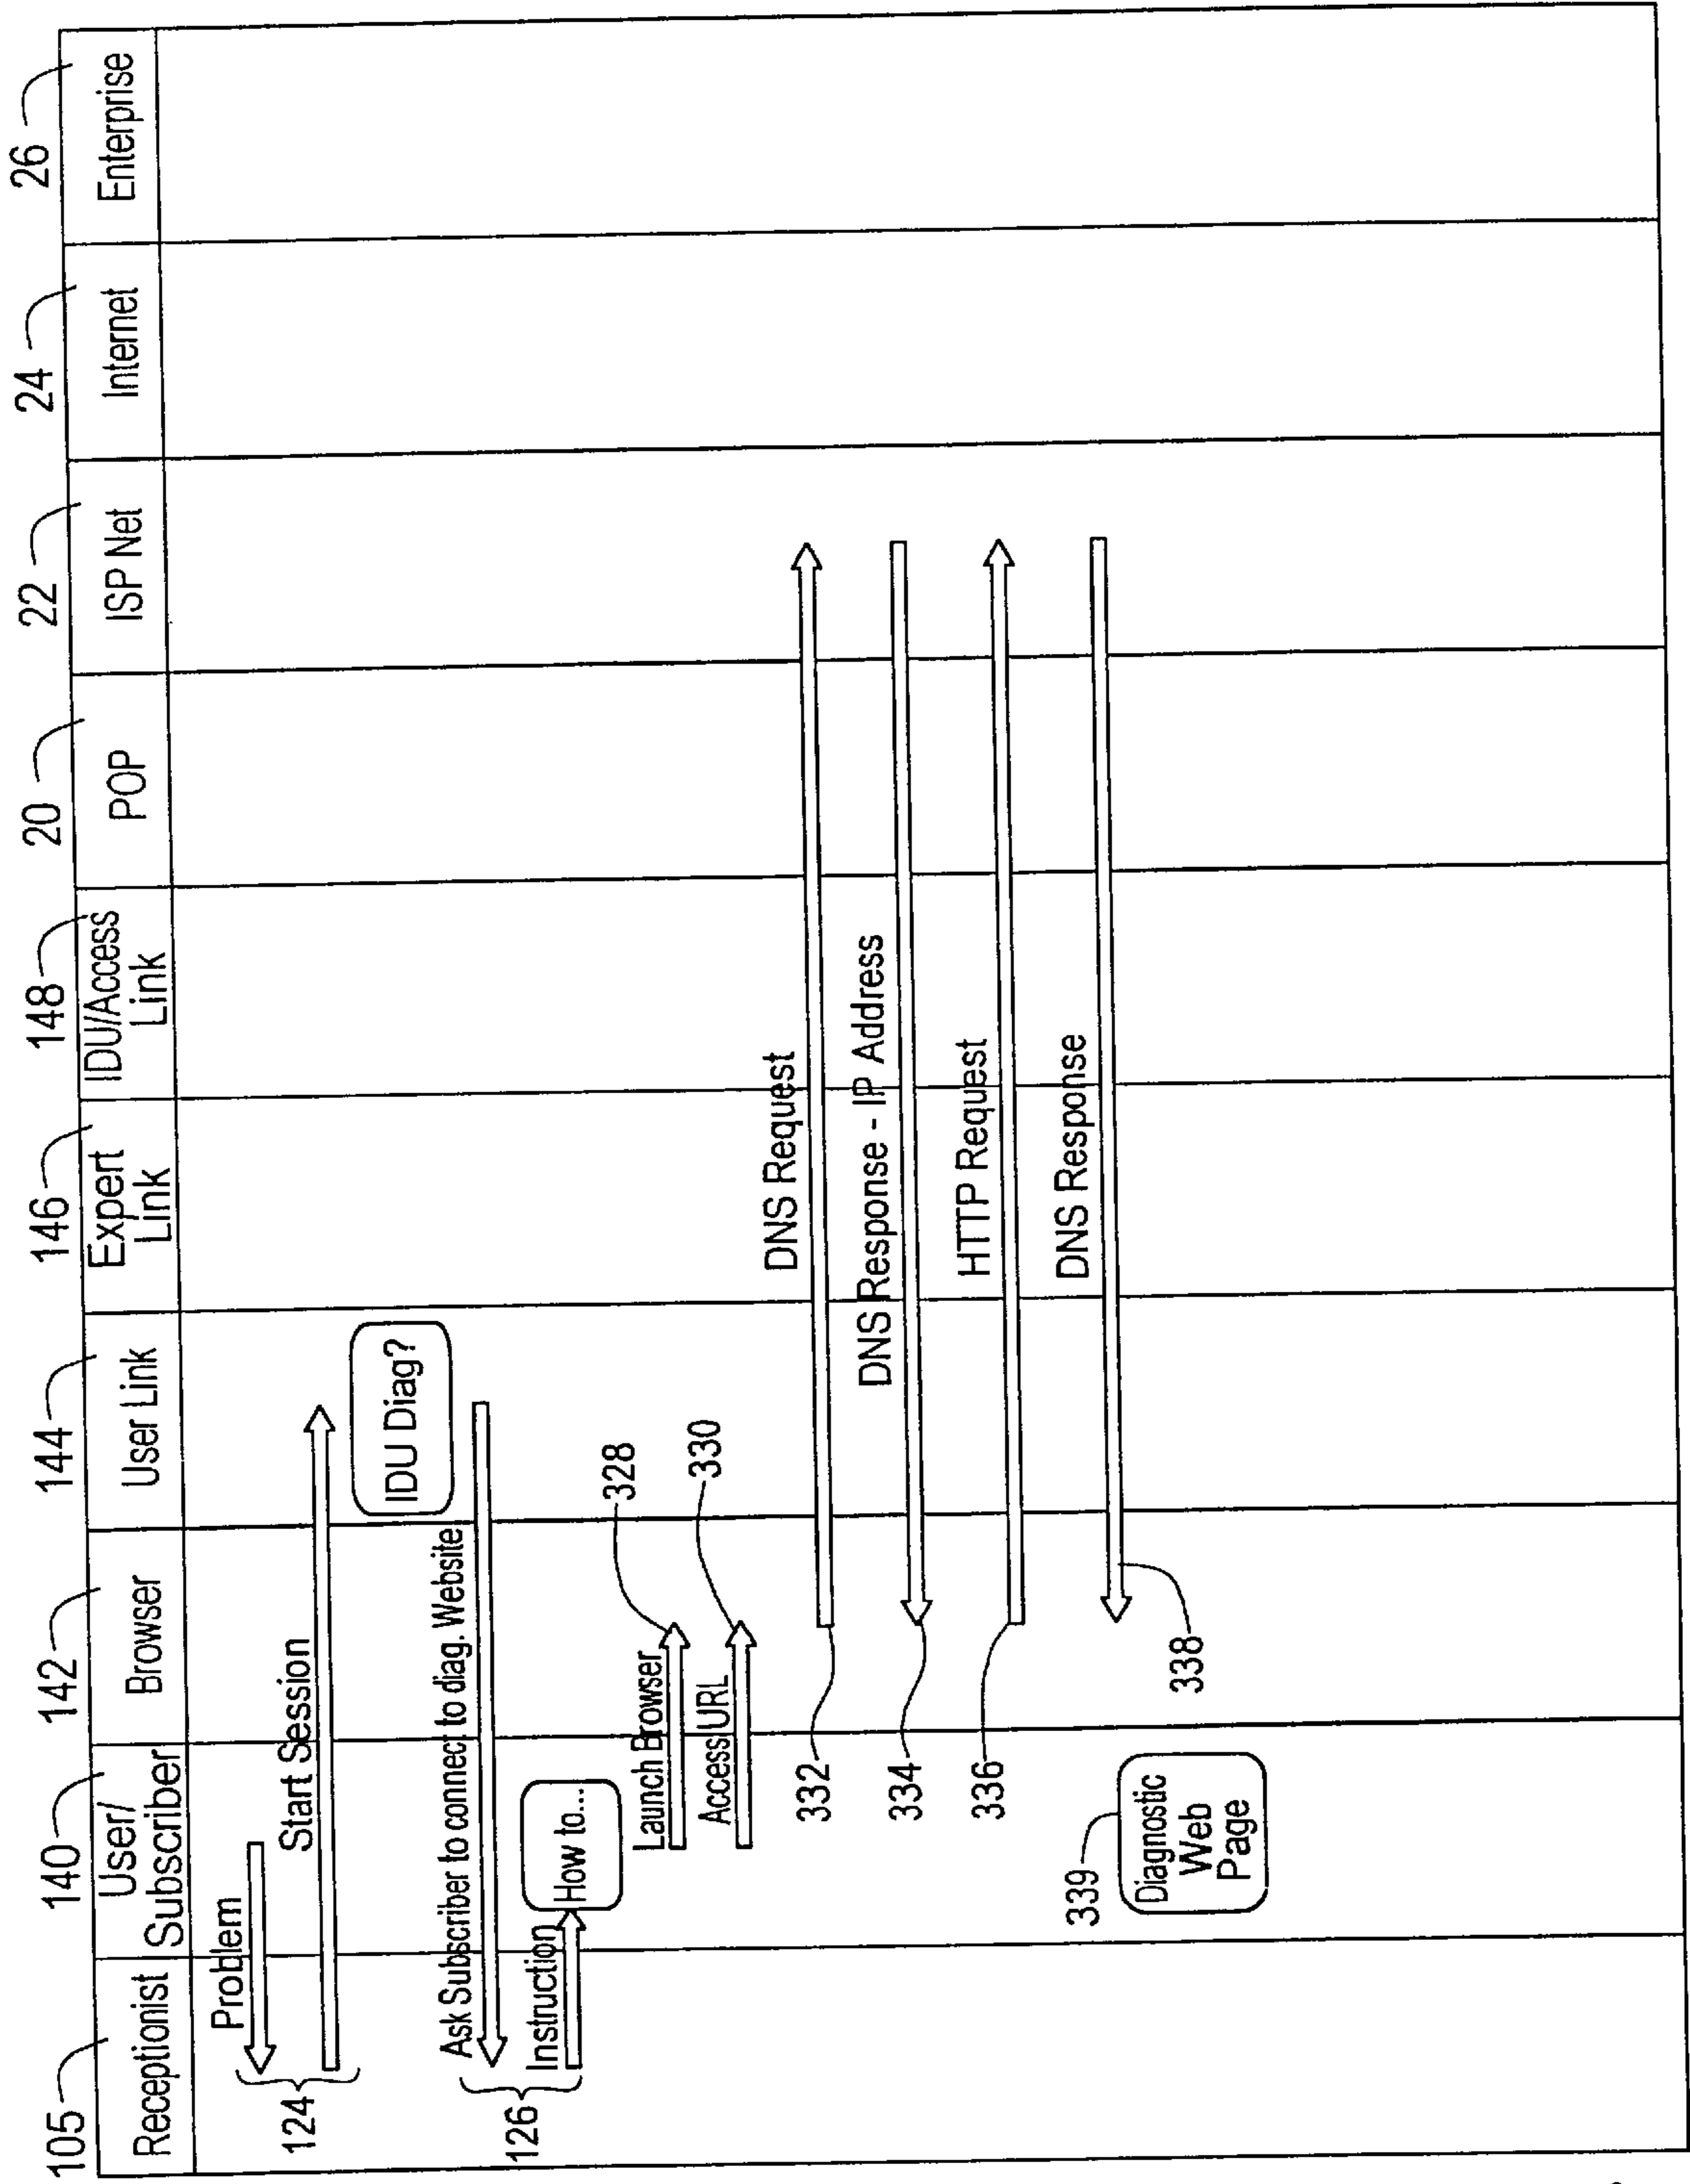 105
140
142
144
146
148
20
22
24
26
Receptionist
User/
Subscriber
Browser
User Link
Expert
Link
IDU/Access
Link
POP
ISP Net
Internet
Enterprise
Problem
124
Start Session
IDU Diag?
Ask Subscriber to connect to diag. Website
126
Instruction
How to...
Launch Browser
328
Access URL
330
DNS Request
332
DNS Response - IP Address
334
HTTP Request
336
DNS Response
338
339
Diagnostic
Web
Page